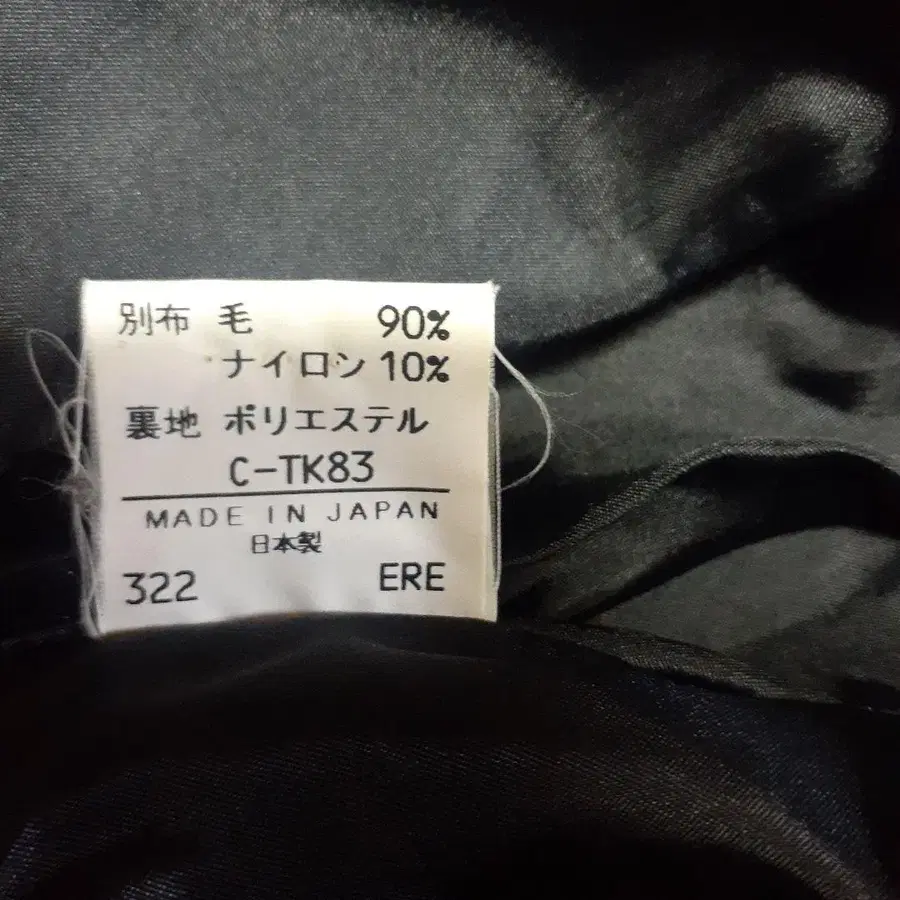 別布 毛 90%
ナイロン 10%
裏地 ポリエステル
C-TK83
MADE IN JAPAN
日本製
322 ERE